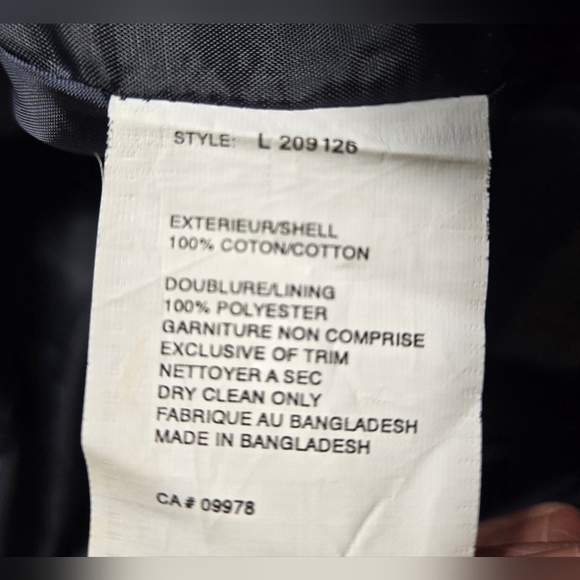 STYLE: L 209126
EXTERIEUR/SHELL
100% COTON/COTTON
DOUBLURE/LINING
100% POLYESTER
GARNITURE NON COMPRISE
EXCLUSIVE OF TRIM
NETTOYER A SEC
DRY CLEAN ONLY
FABRIQUE AU BANGLADESH
MADE IN BANGLADESH
CA# 09978